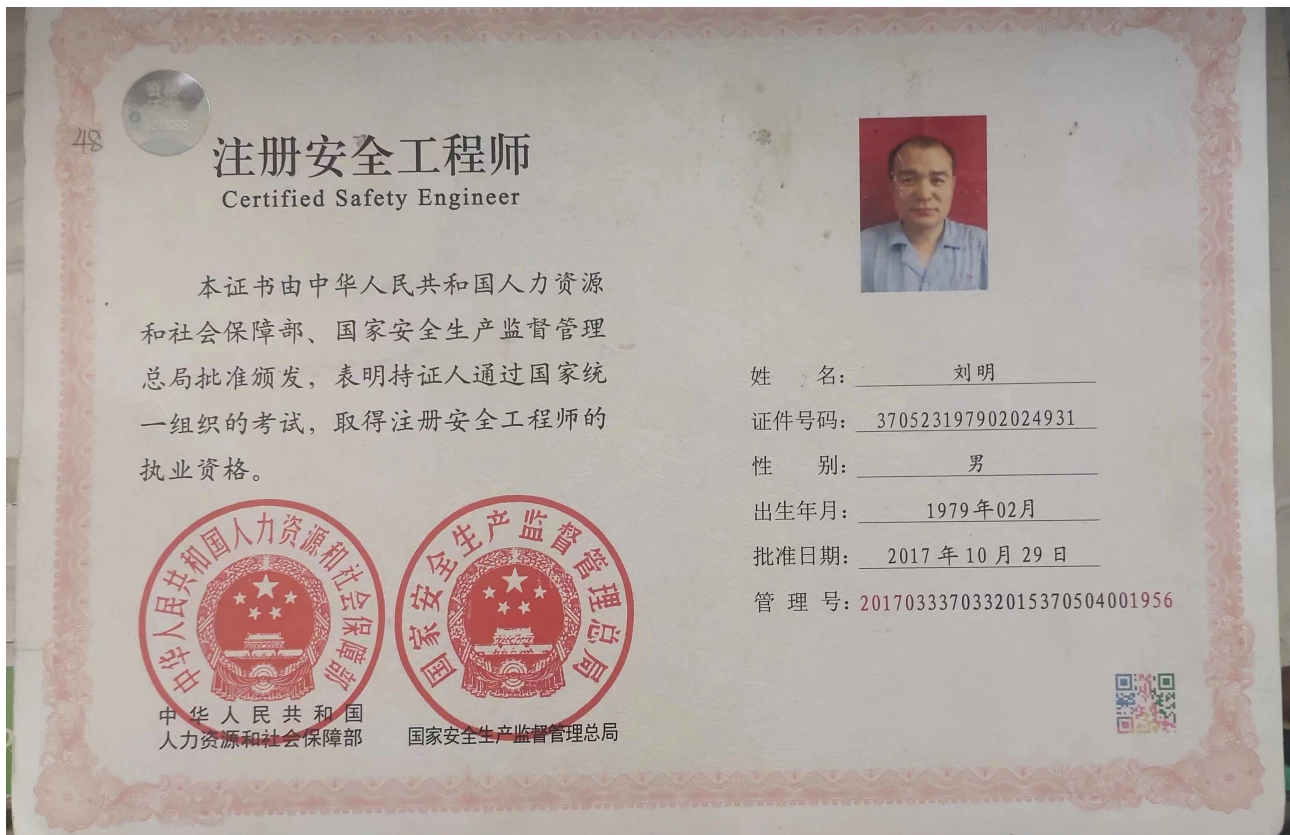 48
注册安全工程师
Certified Safety Engineer
本证书由中华人民共和国人力资源
和社会保障部、国家安全生产监督管理
总局批准颁发，表明持证人通过国家统
一组织的考试，取得注册安全工程师的
执业资格。
中华人民共和国人力资源和社会保障部
国家安全生产监督管理总局
中华人民共和国
人力资源和社会保障部
国家安全生产监督管理总局
姓 名：刘明
证件号码：370523197902024931
性 别：男
出生年月：1979年02月
批准日期：2017年10月29日
管 理 号：2017033370332015370504001956